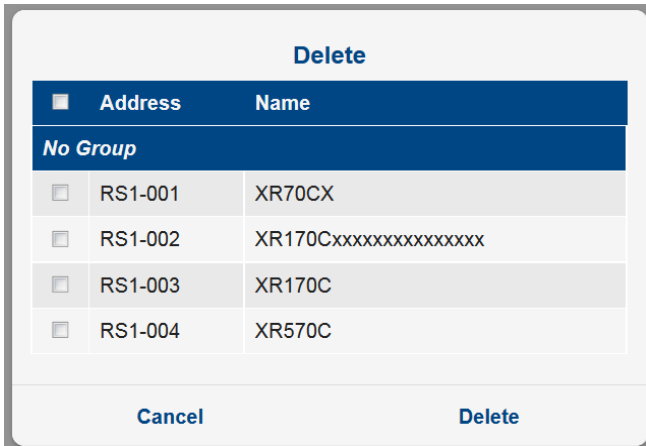 Delete
Address Name
No Group
RS1-001 XR70CX
RS1-002 XR170Cxxxxxxxxxxxxxxx
RS1-003 XR170C
RS1-004 XR570C
Cancel Delete